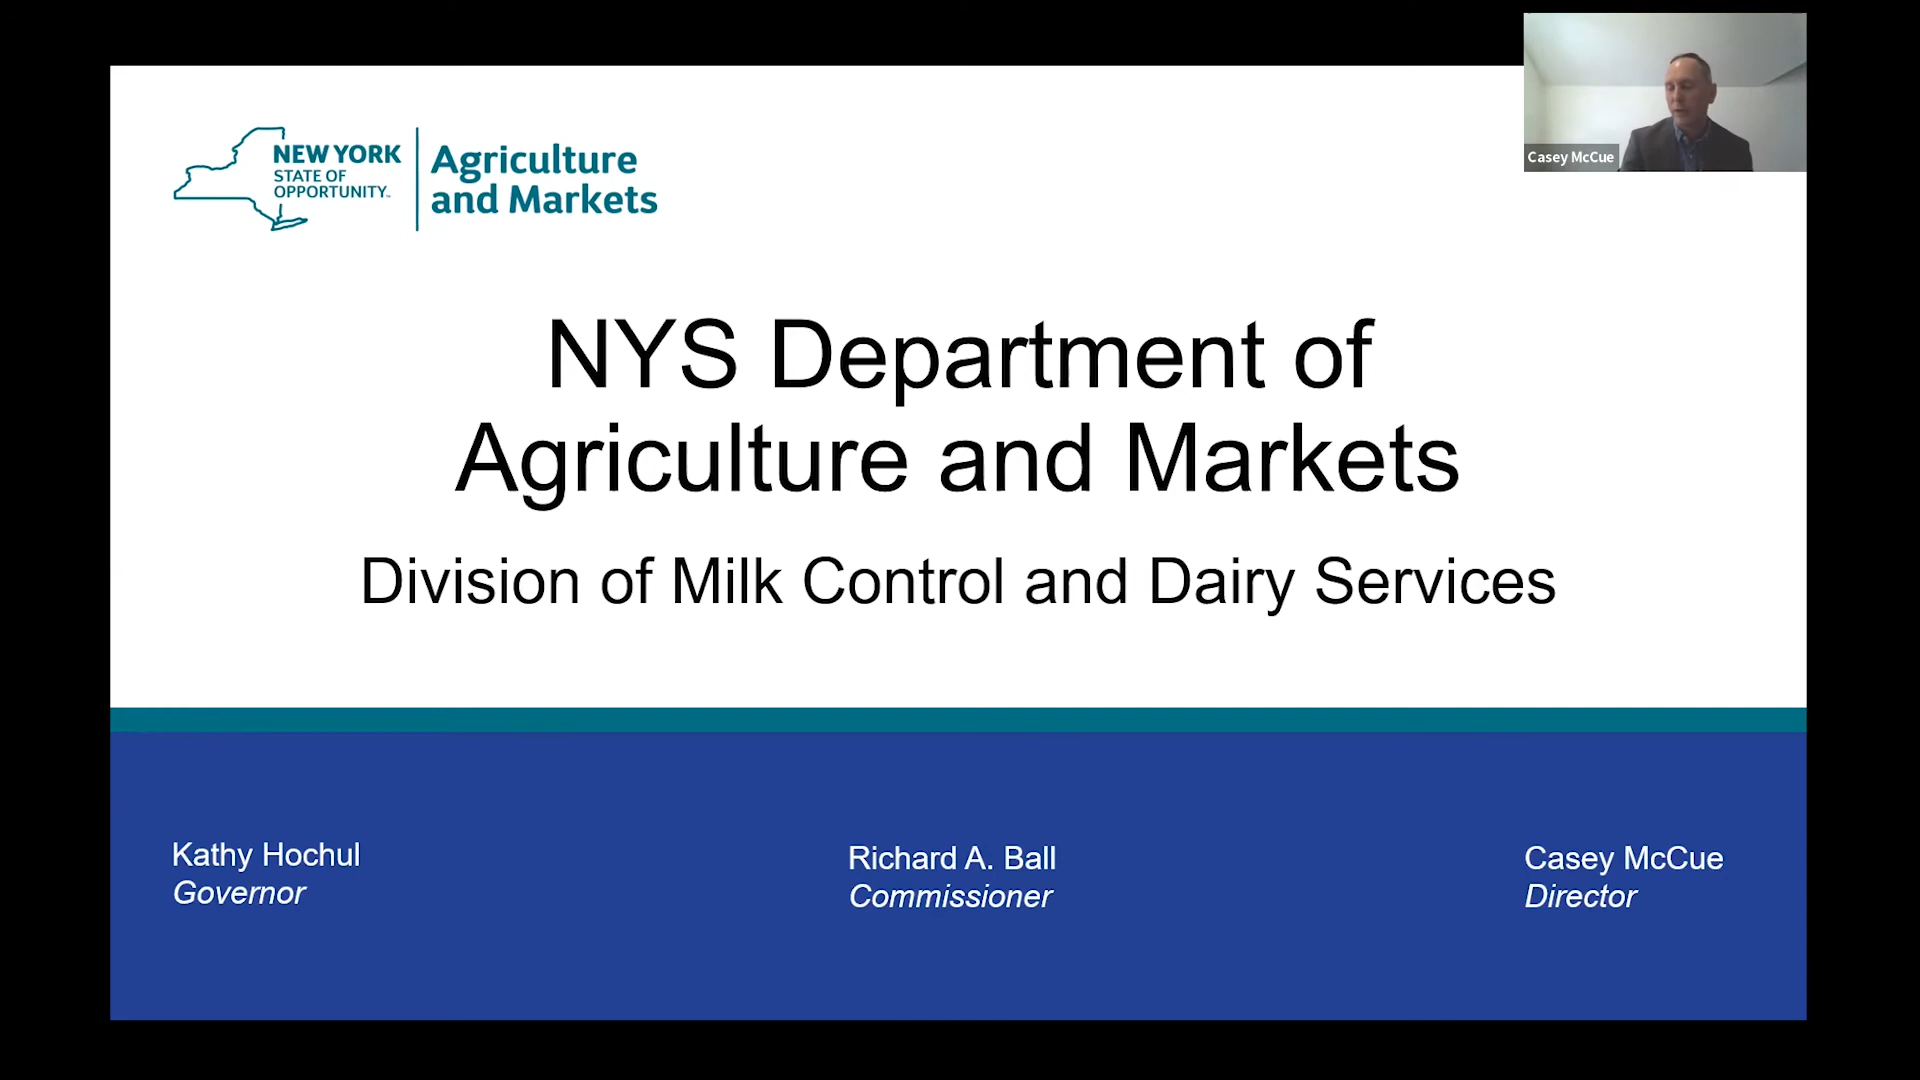 NEW YORK
STATE OF
OPPORTUNITY™
Agriculture
and Markets
Casey McCue
NYS Department of
Agriculture and Markets
Division of Milk Control and Dairy Services
Kathy Hochul
Governor
Richard A. Ball
Commissioner
Casey McCue
Director